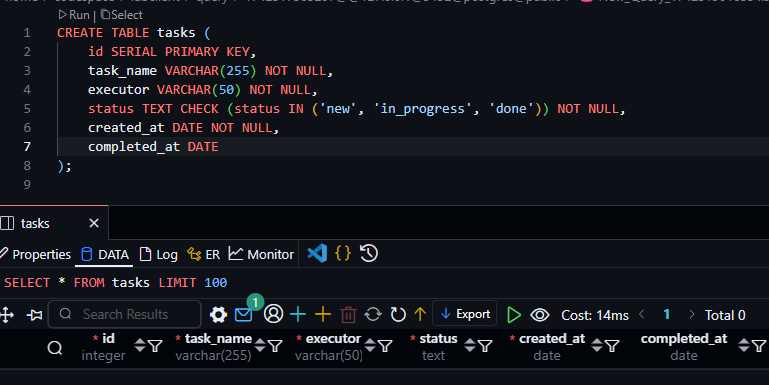 Run | Select
1 CREATE TABLE tasks (
2 id SERIAL PRIMARY KEY,
3 task_name VARCHAR(255) NOT NULL,
4 executor VARCHAR(50) NOT NULL,
5 status TEXT CHECK (status IN ('new', 'in_progress', 'done')) NOT NULL,
6 created_at DATE NOT NULL,
7 completed_at DATE
8 );
9
tasks
Properties DATA Log ER Monitor {}
SELECT * FROM tasks LIMIT 100
Search Results 1 Export Cost: 14ms < 1 > Total 0
* id * task_name * executor * status * created_at completed_at
integer varchar(255) varchar(50) text date date